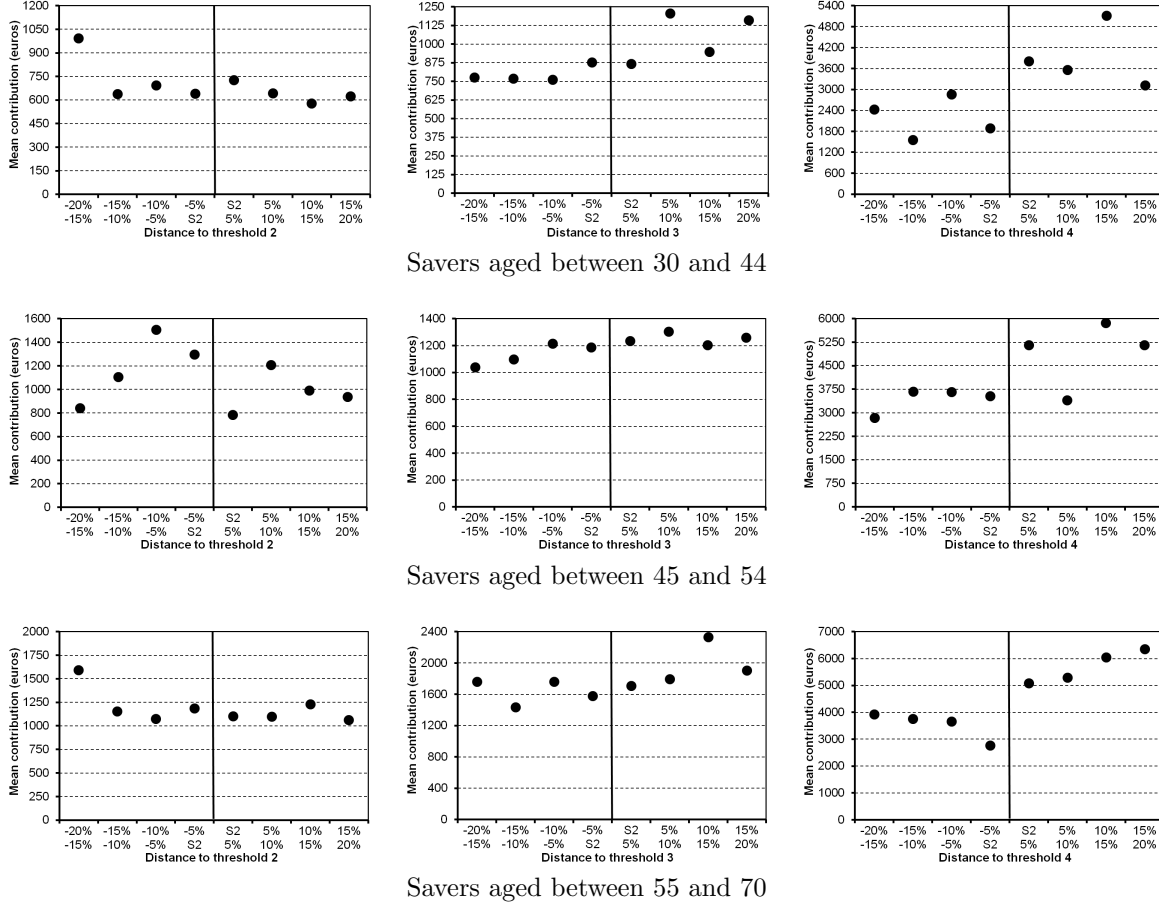 Mean contribution (euros)
1200
1050
900
750
600
450
300
150
0
-20% -15% -10% -5% S2 5% 10% 15%
-15% -10% -5% S2 5% 10% 15% 20%
Distance to threshold 2
Mean contribution (euros)
1250
1125
1000
875
750
625
500
375
250
125
0
-20% -15% -10% -5% S2 5% 10% 15%
-15% -10% -5% S2 5% 10% 15% 20%
Distance to threshold 3
Mean contribution (euros)
5400
4800
4200
3600
3000
2400
1800
1200
600
0
-20% -15% -10% -5% S2 5% 10% 15%
-15% -10% -5% S2 5% 10% 15% 20%
Distance to threshold 4
Savers aged between 30 and 44
Mean contribution (euros)
1600
1400
1200
1000
800
600
400
200
0
-20% -15% -10% -5% S2 5% 10% 15%
-15% -10% -5% S2 5% 10% 15% 20%
Distance to threshold 2
Mean contribution (euros)
1400
1200
1000
800
600
400
200
0
-20% -15% -10% -5% S2 5% 10% 15%
-15% -10% -5% S2 5% 10% 15% 20%
Distance to threshold 3
Mean contribution (euros)
6000
5250
4500
3750
3000
2250
1500
750
0
-20% -15% -10% -5% S2 5% 10% 15%
-15% -10% -5% S2 5% 10% 15% 20%
Distance to threshold 4
Savers aged between 45 and 54
Mean contribution (euros)
2000
1750
1500
1250
1000
750
500
250
0
-20% -15% -10% -5% S2 5% 10% 15%
-15% -10% -5% S2 5% 10% 15% 20%
Distance to threshold 2
Mean contribution (euros)
2400
2000
1600
1200
800
400
0
-20% -15% -10% -5% S2 5% 10% 15%
-15% -10% -5% S2 5% 10% 15% 20%
Distance to threshold 3
Mean contribution (euros)
7000
6000
5000
4000
3000
2000
1000
0
-20% -15% -10% -5% S2 5% 10% 15%
-15% -10% -5% S2 5% 10% 15% 20%
Distance to threshold 4
Savers aged between 55 and 70